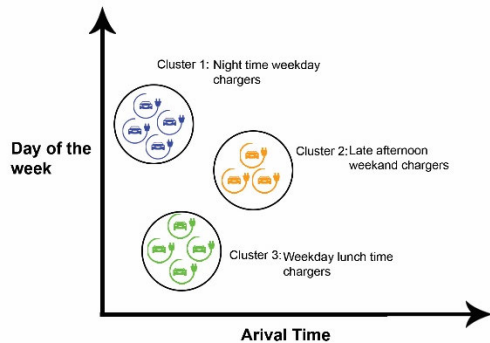 Cluster 1: Night time weekday
chargers
Day of the
week
Cluster 2: Late afternoon
weekand chargers
Cluster 3: Weekday lunch time
chargers
Arival Time